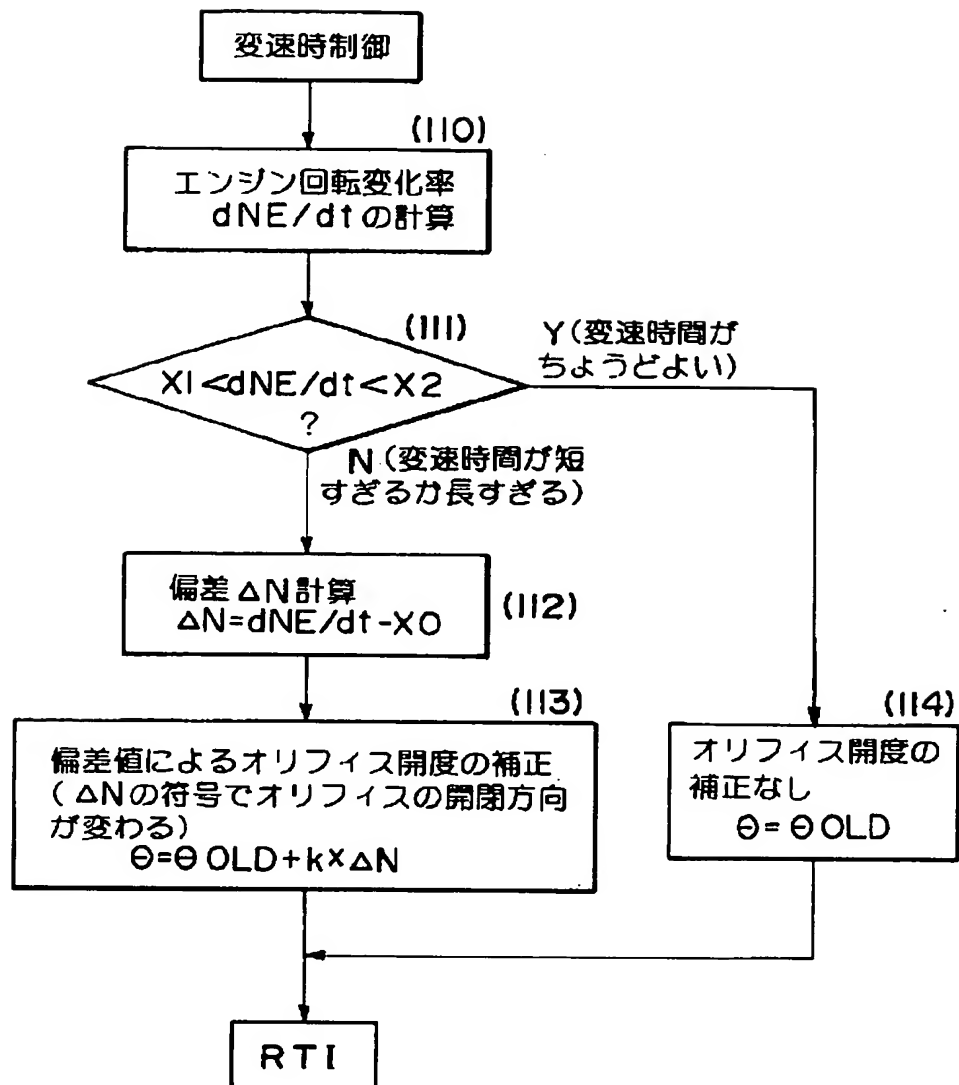 変速時制御
(110)
エンジン回転変化率
dNE/dtの計算
(111)
X1<dNE/dt<X2
?
Y(変速時間が
ちょうどよい)
N(変速時間が短
すぎるか長すぎる)
偏差ΔN計算
ΔN=dNE/dt-X0
(112)
(113)
偏差値によるオリフィス開度の補正
(ΔNの符号でオリフィスの開閉方向
が変わる)
θ=θOLD+k×ΔN
(114)
オリフィス開度の
補正なし
θ=θOLD
RTI